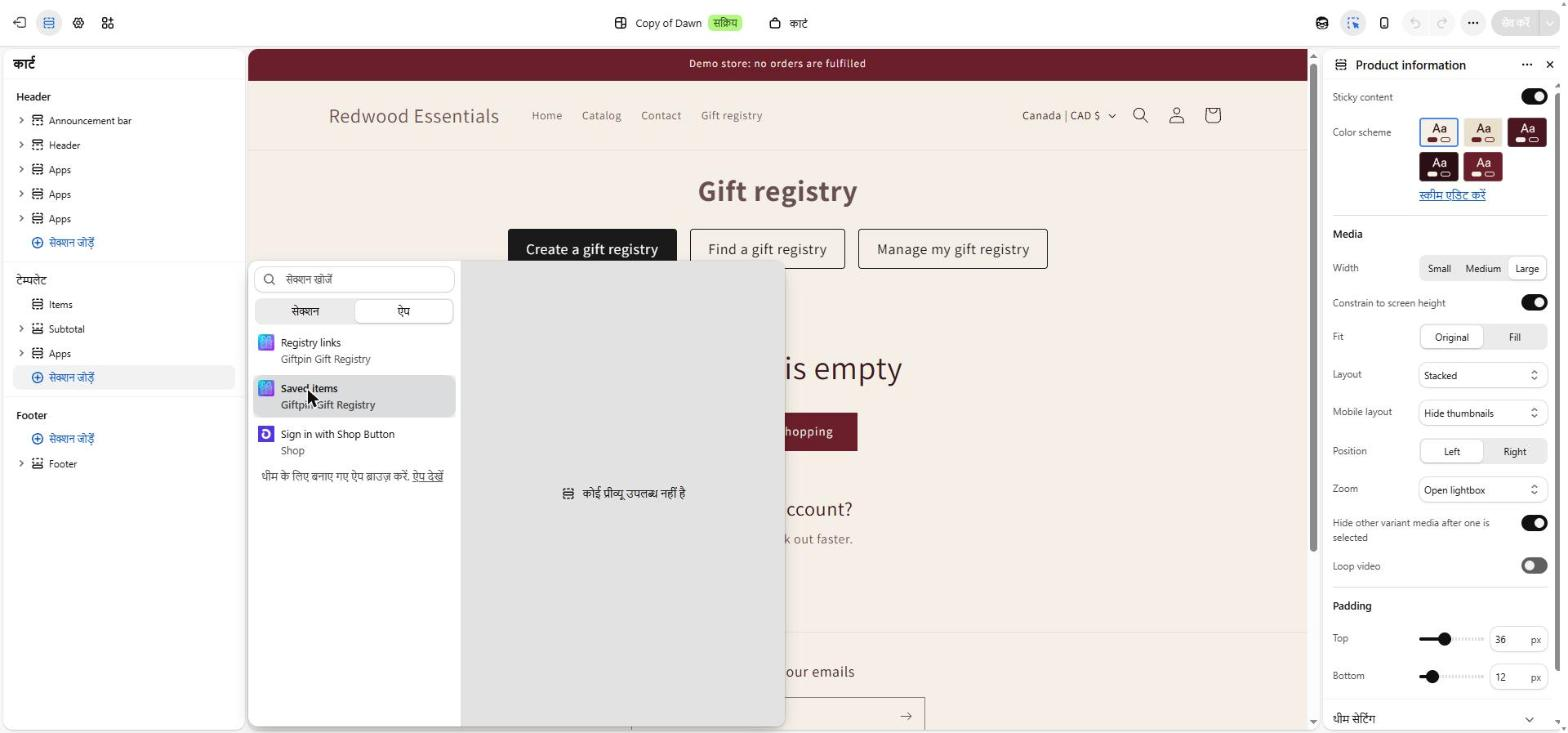 Copy of Dawn सक्रिय कार्ट
सेव करें
कार्ट
Header
Announcement bar
Header
Apps
Apps
Apps
सेक्शन जोड़ें
टेम्पलेट
Items
Subtotal
Apps
सेक्शन जोड़ें
Footer
सेक्शन जोड़ें
Footer
Demo store: no orders are fulfilled
Redwood Essentials Home Catalog Contact Gift registry Canada | CAD $
Gift registry
Create a gift registry Find a gift registry Manage my gift registry
सेक्शन खोजें
सेक्शन ऐप
Registry links
Giftpin Gift Registry
Saved items
Giftpin Gift Registry
Sign in with Shop Button
Shop
थीम के लिए बनाए गए ऐप ब्राउज़ करें. ऐप देखें
कोई प्रीव्यू उपलब्ध नहीं है
is empty
hopping
ccount?
k out faster.
our emails
Product information
Sticky content
Color scheme Aa Aa Aa
Aa Aa
स्कीम एडिट करें
Media
Width Small Medium Large
Constrain to screen height
Fit Original Fill
Layout Stacked
Mobile layout Hide thumbnails
Position Left Right
Zoom Open lightbox
Hide other variant media after one is
selected
Loop video
Padding
Top 36 px
Bottom 12 px
थीम सेटिंग